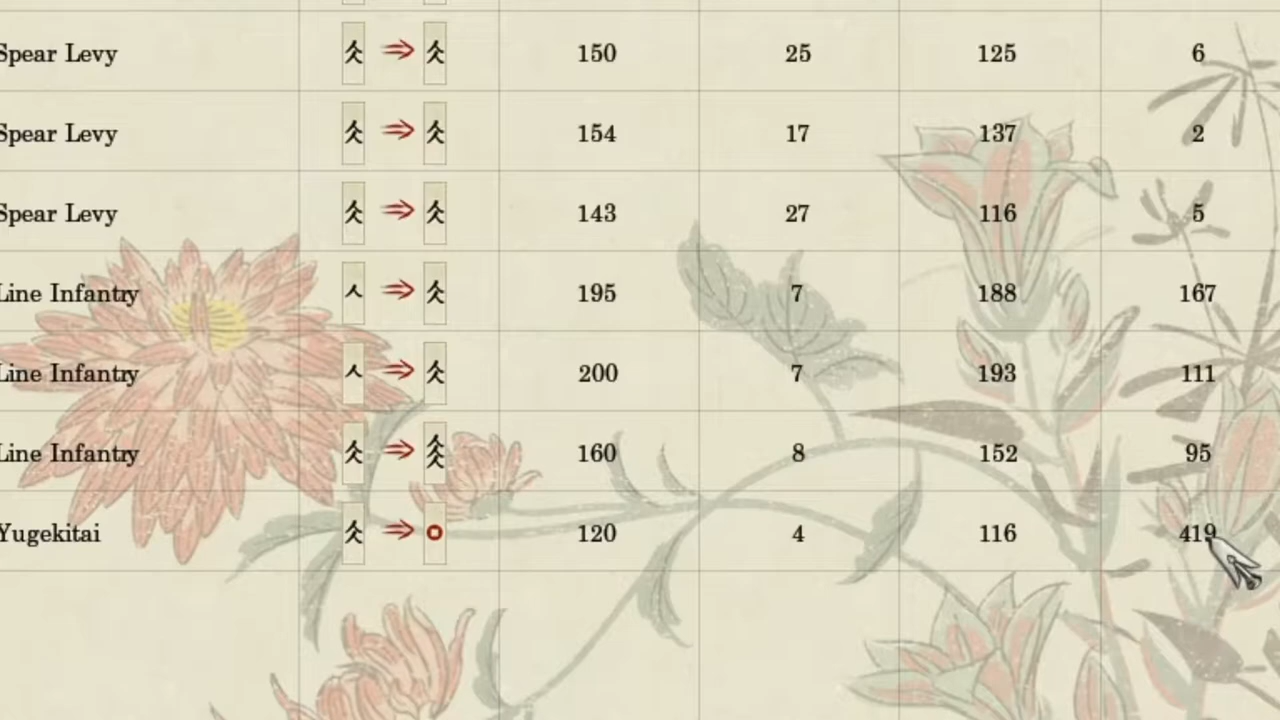 Spear Levy 150 25 125 6
Spear Levy 154 17 137 2
Spear Levy 143 27 116 5
Line Infantry 195 7 188 167
Line Infantry 200 7 193 111
Line Infantry 160 8 152 95
Yugekitai 120 4 116 419